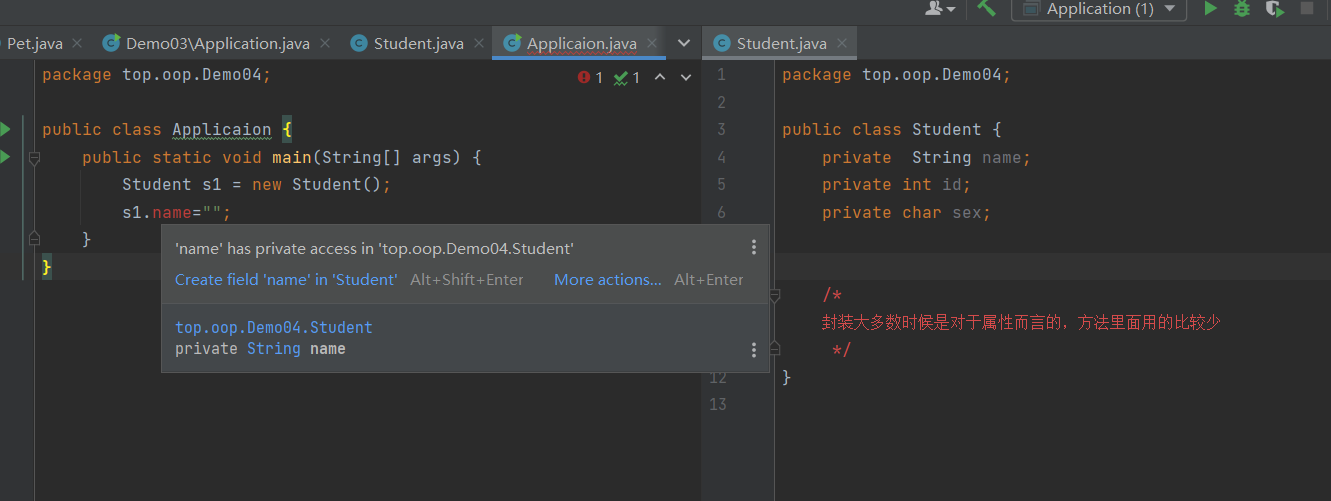 Application (1)
Pet.java
Demo03\Application.java
Student.java
Applicaion.java
Student.java
package top.oop.Demo04;
1
1
public class Applicaion {
public static void main(String[] args) {
Student s1 = new Student();
s1.name="";
}
}
'name' has private access in 'top.oop.Demo04.Student'
Create field 'name' in 'Student' Alt+Shift+Enter More actions... Alt+Enter
top.oop.Demo04.Student
private String name
1 package top.oop.Demo04;
2
3 public class Student {
4 private  String name;
5 private int id;
6 private char sex;
/*
封装大多数时候是对于属性而言的，方法里面用的比较少
*/
12 }
13